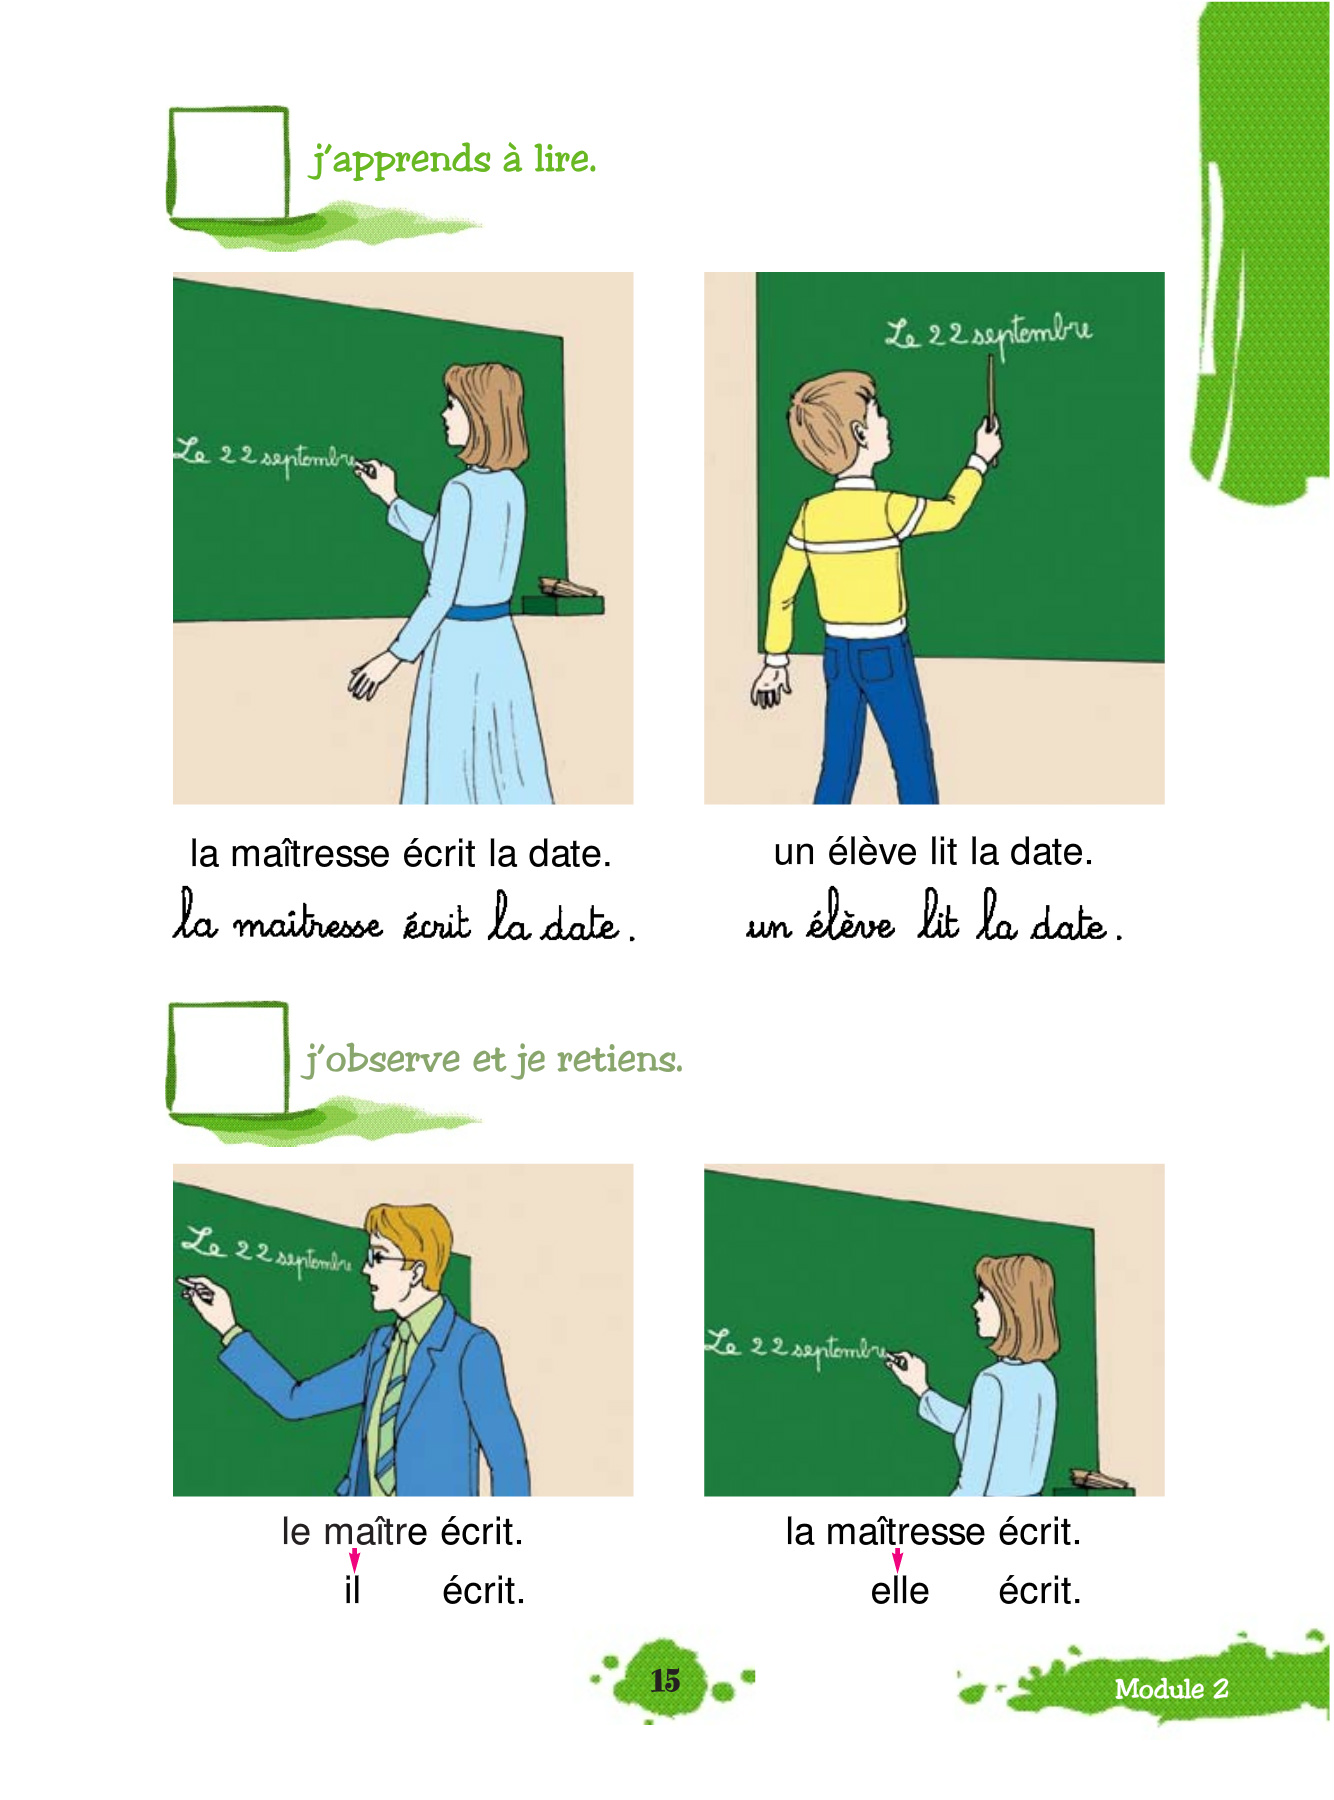 j'apprends à lire.
Le 22 septembre
Le 22 septembre
la maîtresse écrit la date.
la maîtresse écrit la date.
un élève lit la date.
un élève lit la date.
j'observe et je retiens.
Le 22 septembre
Le 22 septembre
le maître écrit.
il écrit.
la maîtresse écrit.
elle écrit.
15
Module 2